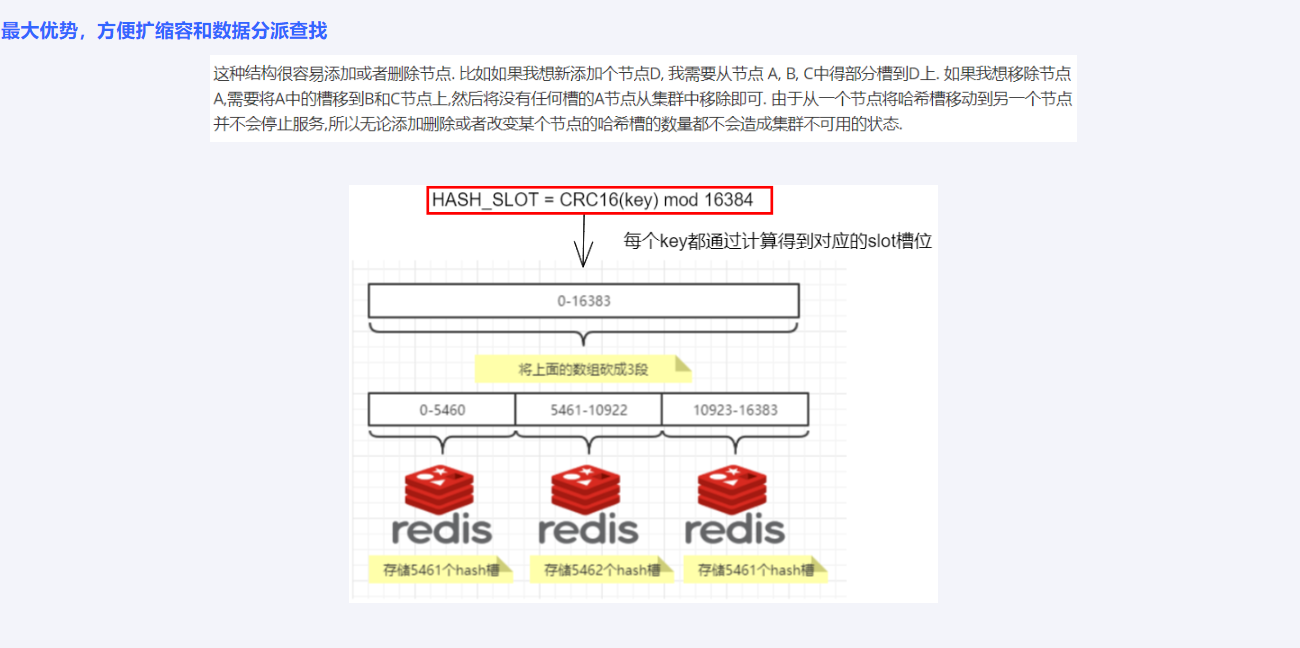 最大优势，方便扩缩容和数据分派查找
这种结构很容易添加或者删除节点. 比如如果我想新添加个节点D, 我需要从节点 A, B, C中得部分槽到D上. 如果我想移除节点
A,需要将A中的槽移到B和C节点上,然后将没有任何槽的A节点从集群中移除即可. 由于从一个节点将哈希槽移动到另一个节点
并不会停止服务,所以无论添加删除或者改变某个节点的哈希槽的数量都不会造成集群不可用的状态.
HASH_SLOT = CRC16(key) mod 16384
每个key都通过计算得到对应的slot槽位
0-16383
将上面的数组砍成3段
0-5460 5461-10922 10923-16383
redis redis redis
存储5461个hash槽 存储5462个hash槽 存储5461个hash槽